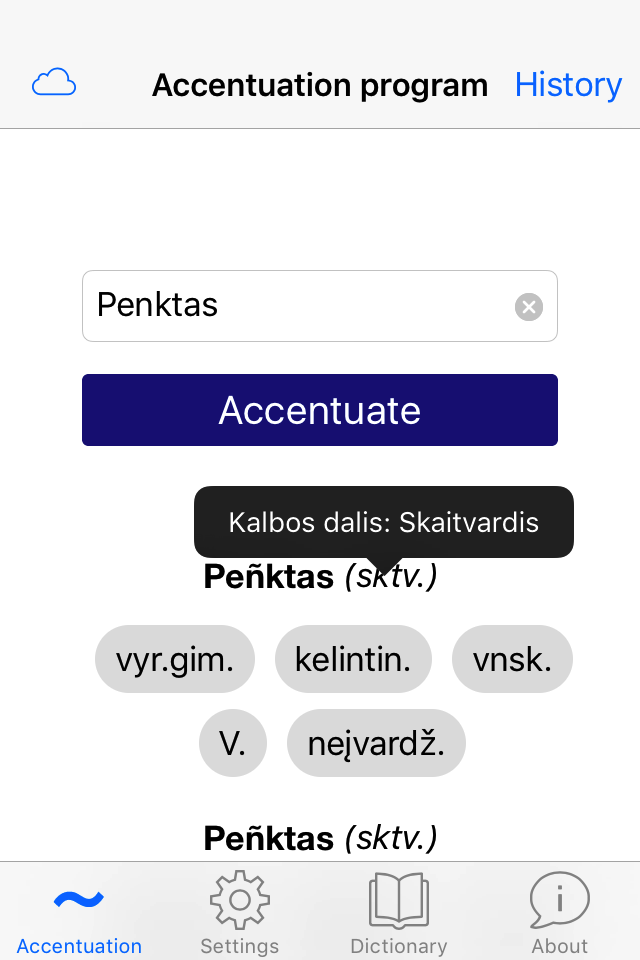 Accentuation program History
Penktas
Accentuate
Kalbos dalis: Skaitvardis
Peñktas (sktv.)
vyr.gim. kelintin. vnsk.
V. neįvardž.
Peñktas (sktv.)
Accentuation Settings Dictionary About